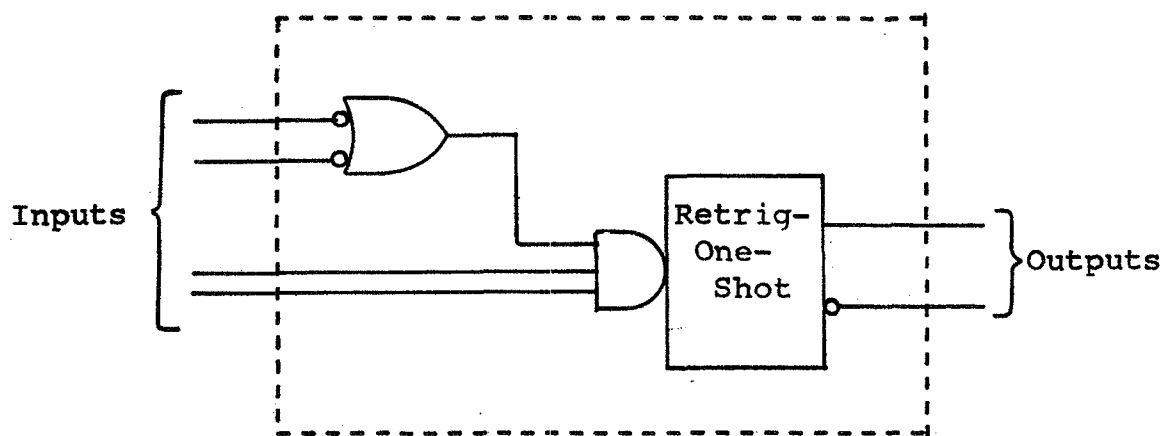 Inputs
Retrig-
One-
Shot
Outputs